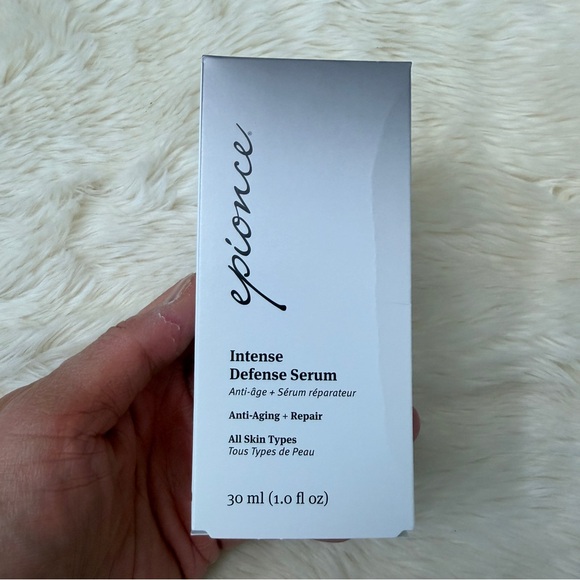 epionce®
Intense
Defense Serum
Anti-âge + Sérum réparateur
Anti-Aging + Repair
All Skin Types
Tous Types de Peau
30 ml (1.0 fl oz)